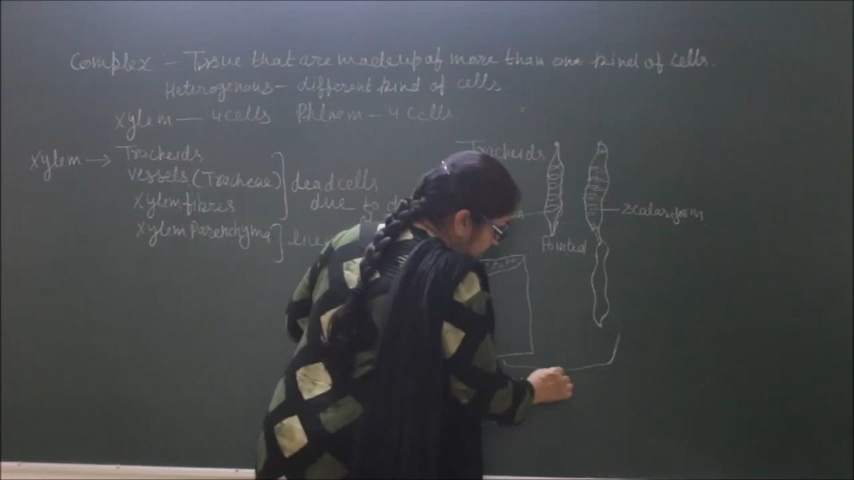 Complex - Tissue that are made up of more than one kind of cells.
Heterogenous - different kind of cells
Xylem - 4 cells Phloem - 4 cells
Xylem → Tracheids
Vessels (Tracheae)
Xylem fibres
Xylem Parenchyma
dead cells
due to
Tracheids
Pointed
scalariform